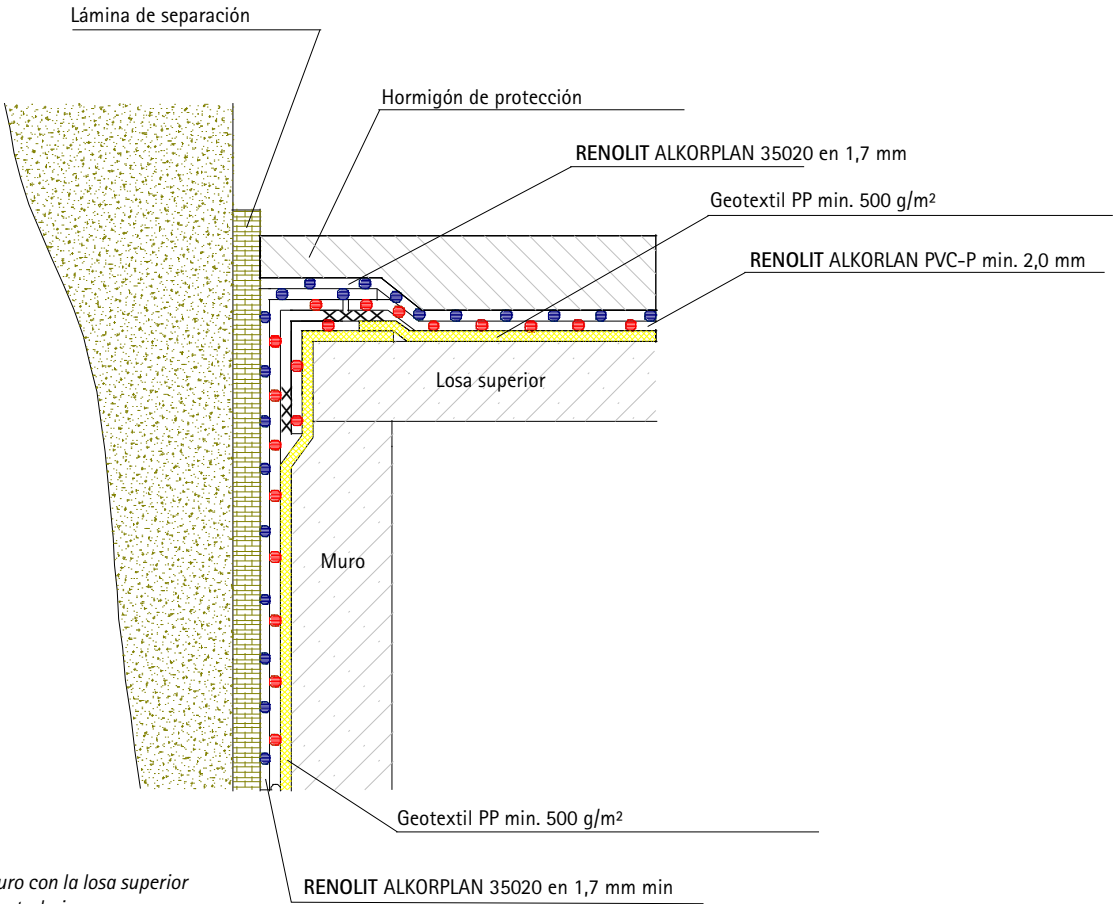 Lámina de separación
Hormigón de protección
RENOLIT ALKORPLAN 35020 en 1,7 mm
Geotextil PP min. 500 g/m²
RENOLIT ALKORLAN PVC-P min. 2,0 mm
Losa superior
Muro
Geotextil PP min. 500 g/m²
uro con la losa superior
RENOLIT ALKORPLAN 35020 en 1,7 mm min